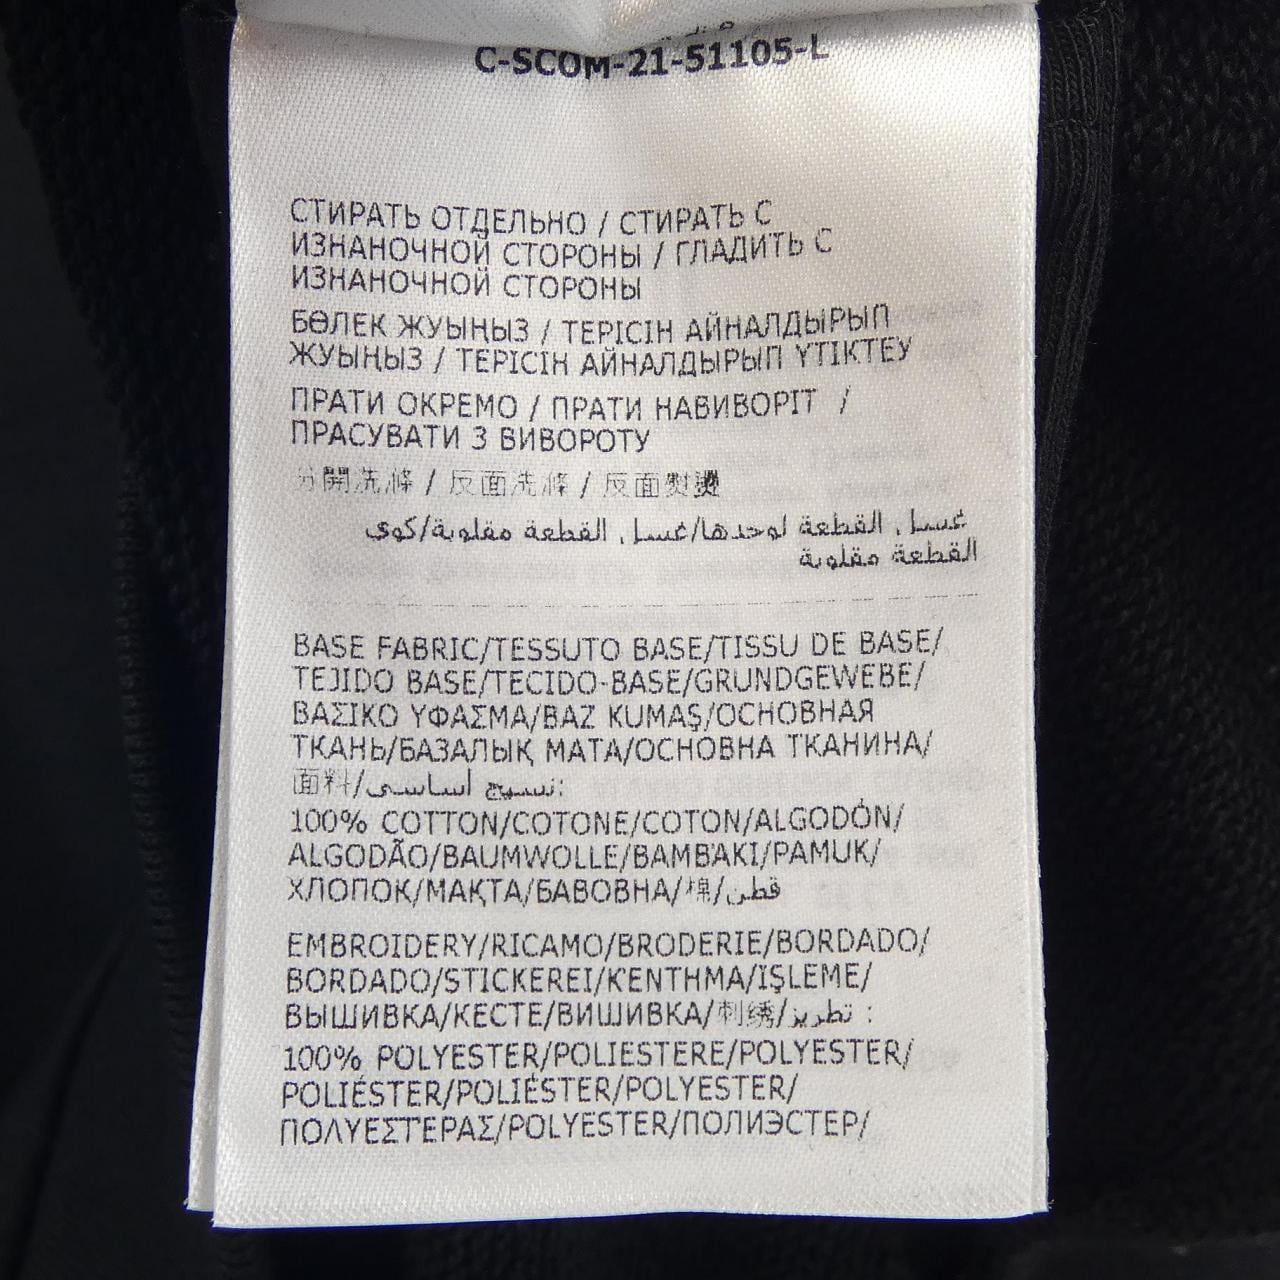 C-SCOM-21-51105-L
СТИРАТЬ ОТДЕЛЬНО / СТИРАТЬ С
ИЗНАНОЧНОЙ СТОРОНЫ / ГЛАДИТЬ С
ИЗНАНОЧНОЙ СТОРОНЫ
БӨЛЕК ЖУЫҢЫЗ / ТЕРІСІН АЙНАЛДЫРЫП
ЖУЫҢЫЗ / ТЕРІСІН АЙНАЛДЫРЫП ҮТІКТЕУ
ПРАТИ ОКРЕМО / ПРАТИ НАВИВОРІТ /
ПРАСУВАТИ З ВИВОРОТУ
分開洗滌 / 反面洗滌 / 反面熨燙
غسل القطعة لوحدها/غسل القطعة مقلوبة/كوي
القطعة مقلوبة
BASE FABRIC/TESSUTO BASE/TISSU DE BASE/
TEJIDO BASE/TECIDO-BASE/GRUNDGEWEBE/
ΒΑΣΙΚΟ ΥΦΑΣΜΑ/BAZ KUMAŞ/ОСНОВНАЯ
ТКАНЬ/БАЗАЛЫҚ МАТА/ОСНОВНА ТКАНИНА/
面料/نسيج أساسى:
100% COTTON/COTONE/COTON/ALGODÓN/
ALGODÃO/BAUMWOLLE/BAMBAKI/PAMUK/
ХЛОПОК/МАҚТА/БАВОВНА/棉/قطن
EMBROIDERY/RICAMO/BRODERIE/BORDADO/
BORDADO/STICKEREI/ΚΕΝΤΗΜΑ/İŞLEME/
ВЫШИВКА/КЕСТЕ/ВИШИВКА/刺绣/تطريز :
100% POLYESTER/POLIESTERE/POLYESTER/
POLIÉSTER/POLIÉSTER/POLYESTER/
ΠΟΛΥΕΣΤΕΡΑΣ/POLYESTER/ПОЛИЭСТЕР/